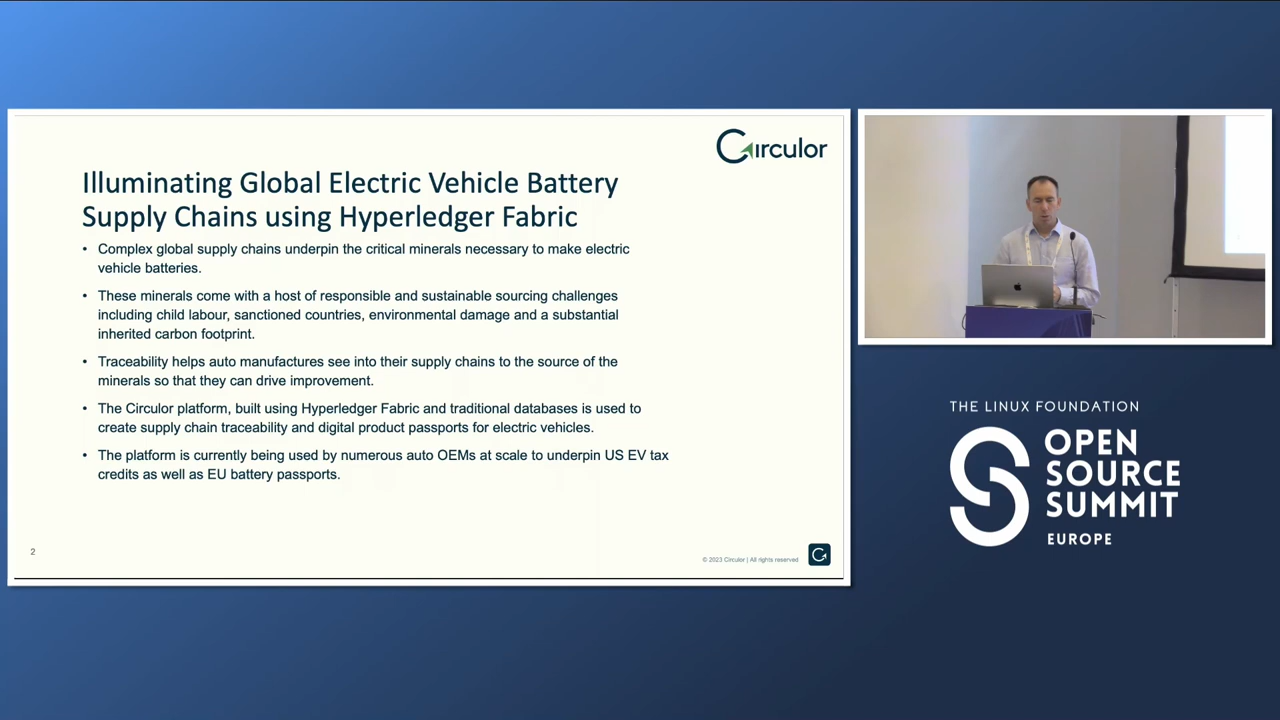 Circulor
Illuminating Global Electric Vehicle Battery
Supply Chains using Hyperledger Fabric
• Complex global supply chains underpin the critical minerals necessary to make electric
vehicle batteries.
• These minerals come with a host of responsible and sustainable sourcing challenges
including child labour, sanctioned countries, environmental damage and a substantial
inherited carbon footprint.
• Traceability helps auto manufactures see into their supply chains to the source of the
minerals so that they can drive improvement.
• The Circulor platform, built using Hyperledger Fabric and traditional databases is used to
create supply chain traceability and digital product passports for electric vehicles.
• The platform is currently being used by numerous auto OEMs at scale to underpin US EV tax
credits as well as EU battery passports.
2
© 2023 Circulor | All rights reserved
THE LINUX FOUNDATION
OPEN
SOURCE
SUMMIT
EUROPE